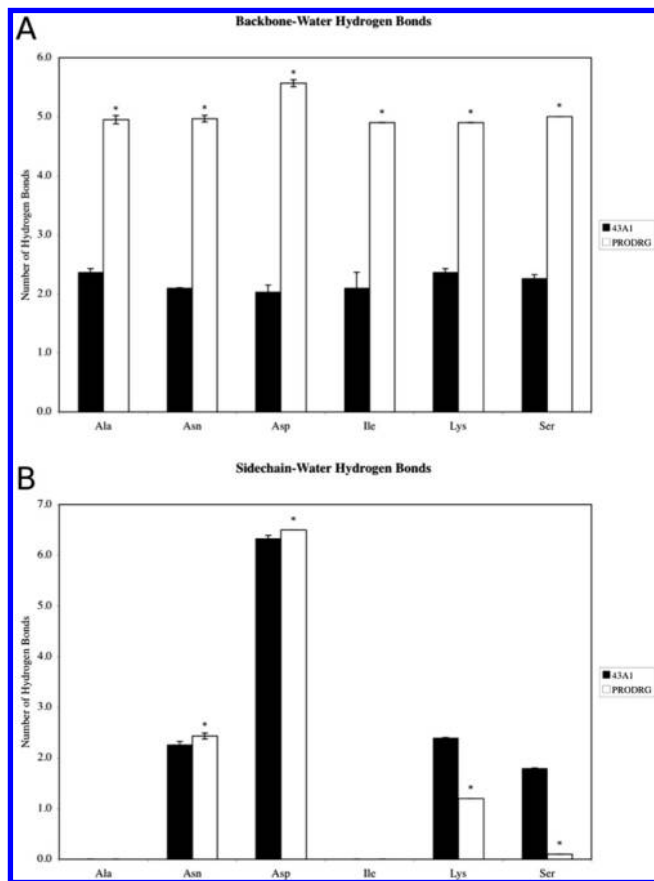 A
Backbone-Water Hydrogen Bonds
6.0
5.0
4.0
3.0
2.0
1.0
0.0
Number of Hydrogen Bonds
* * * * * *
Ala Asn Asp Ile Lys Ser
43A1
PRODRG
B
Sidechain-Water Hydrogen Bonds
7.0
6.0
5.0
4.0
3.0
2.0
1.0
0.0
Number of Hydrogen Bonds
* * * *
Ala Asn Asp Ile Lys Ser
43A1
PRODRG